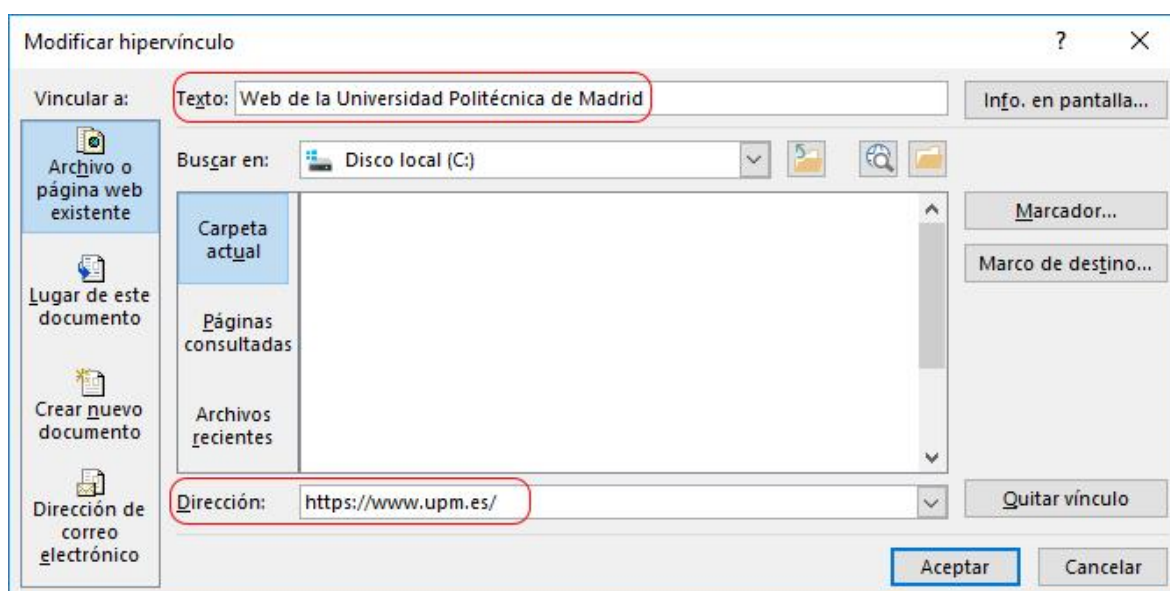 Modificar hipervínculo
?
Vincular a:
Texto: Web de la Universidad Politécnica de Madrid
Info. en pantalla...
Archivo o
página web
existente
Buscar en: Disco local (C:)
Carpeta
actual
Marcador...
Marco de destino...
Lugar de este
documento
Páginas
consultadas
Crear nuevo
documento
Archivos
recientes
Dirección de
correo
electrónico
Dirección: https://www.upm.es/
Quitar vínculo
Aceptar
Cancelar